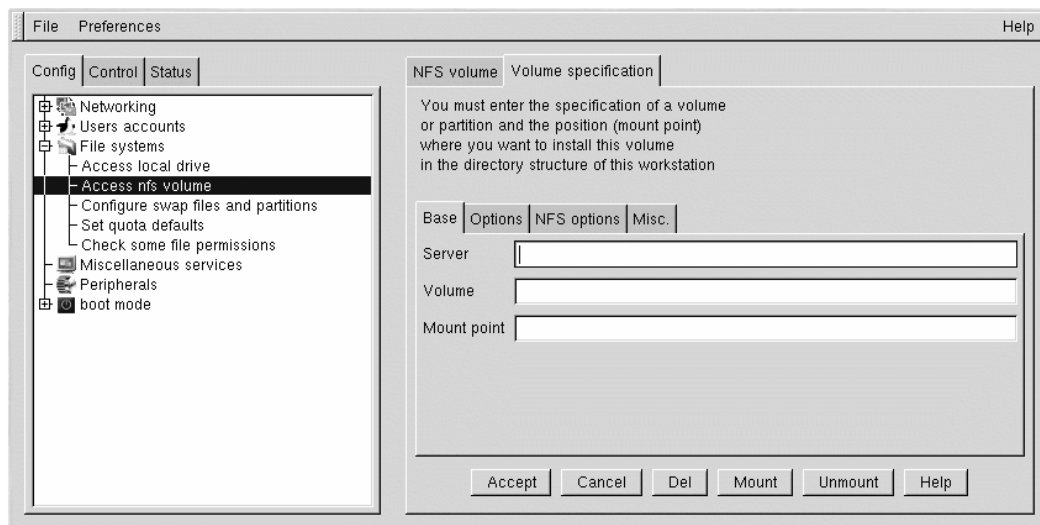 File Preferences Help
Config Control Status
Networking
Users accounts
File systems
Access local drive
Access nfs volume
Configure swap files and partitions
Set quota defaults
Check some file permissions
Miscellaneous services
Peripherals
boot mode
NFS volume Volume specification
You must enter the specification of a volume
or partition and the position (mount point)
where you want to install this volume
in the directory structure of this workstation
Base Options NFS options Misc.
Server
Volume
Mount point
Accept Cancel Del Mount Unmount Help